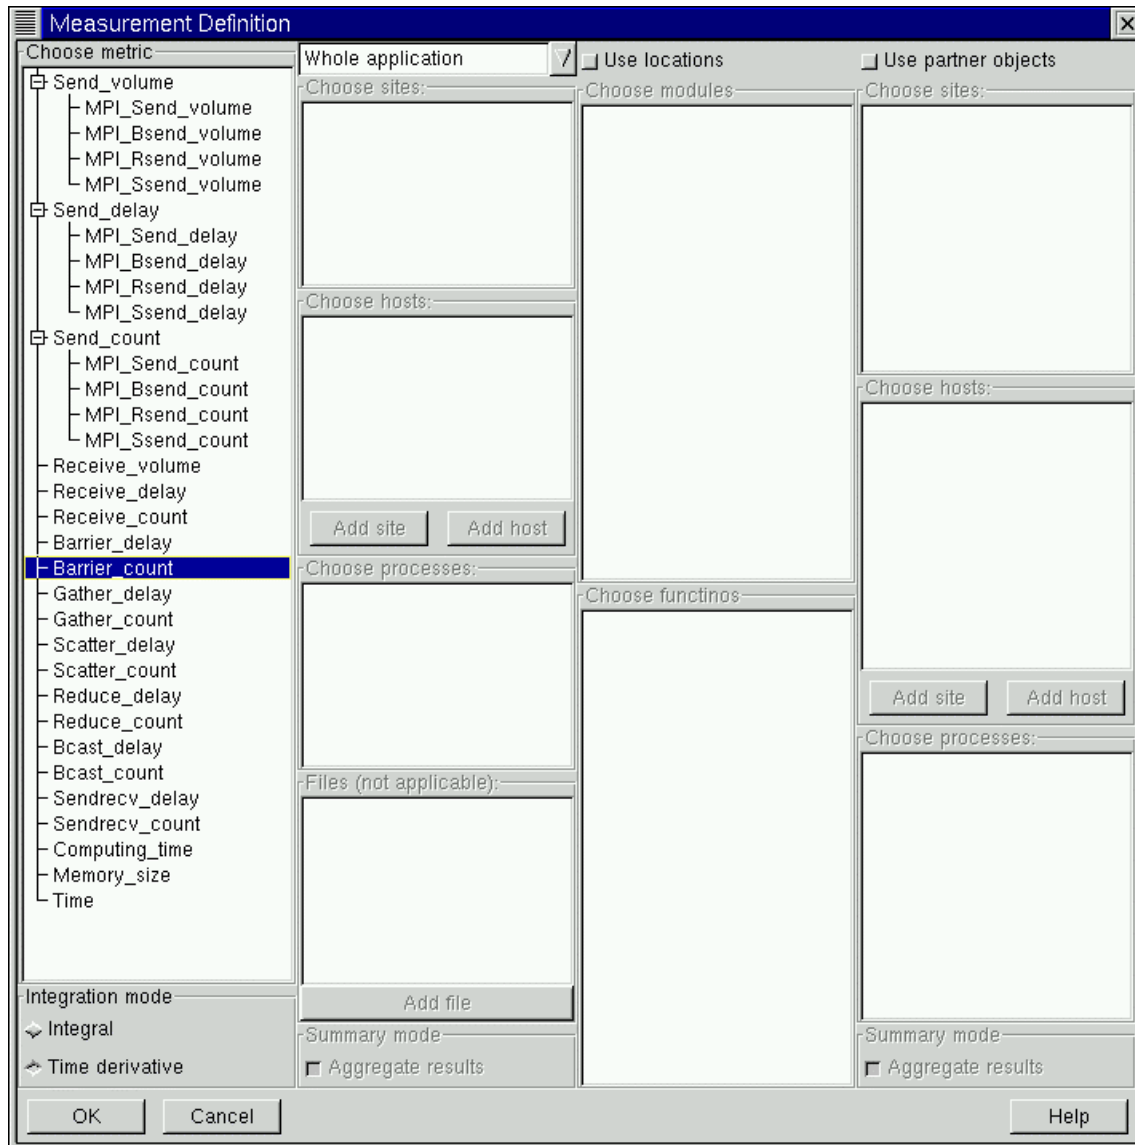 Measurement Definition
Choose metric
Send_volume
MPI_Send_volume
MPI_Bsend_volume
MPI_Rsend_volume
MPI_Ssend_volume
Send_delay
MPI_Send_delay
MPI_Bsend_delay
MPI_Rsend_delay
MPI_Ssend_delay
Send_count
MPI_Send_count
MPI_Bsend_count
MPI_Rsend_count
MPI_Ssend_count
Receive_volume
Receive_delay
Receive_count
Barrier_delay
Barrier_count
Gather_delay
Gather_count
Scatter_delay
Scatter_count
Reduce_delay
Reduce_count
Bcast_delay
Bcast_count
Sendrecv_delay
Sendrecv_count
Computing_time
Memory_size
Time
Integration mode
Integral
Time derivative
Whole application
Choose sites:
Choose hosts:
Add site Add host
Choose processes:
Files (not applicable):
Add file
Summary mode
Aggregate results
Use locations
Choose modules
Choose functinos
Use partner objects
Choose sites:
Choose hosts:
Add site Add host
Choose processes:
Summary mode
Aggregate results
OK Cancel Help